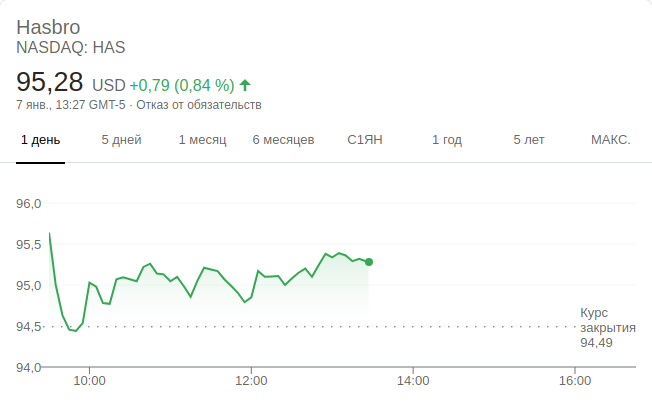 Hasbro
NASDAQ: HAS
95,28 USD +0,79 (0,84 %)
7 янв., 13:27 GMT-5 · Отказ от обязательств
1 день 5 дней 1 месяц 6 месяцев С1ЯН 1 год 5 лет МАКС.
96,0
95,5
95,0
94,5
94,0
Курс
закрытия
94,49
10:00 12:00 14:00 16:00